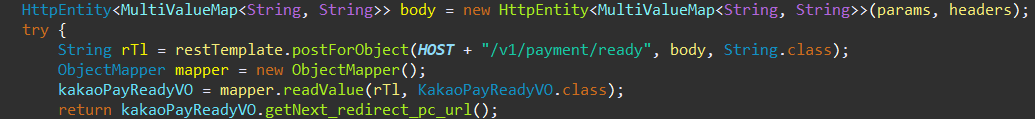 HttpEntity<MultiValueMap<String, String>> body = new HttpEntity<MultiValueMap<String, String>>(params, headers);
try {
String rTl = restTemplate.postForObject(HOST + "/v1/payment/ready", body, String.class);
ObjectMapper mapper = new ObjectMapper();
kakaoPayReadyVO = mapper.readValue(rTl, KakaoPayReadyVO.class);
return kakaoPayReadyVO.getNext_redirect_pc_url();